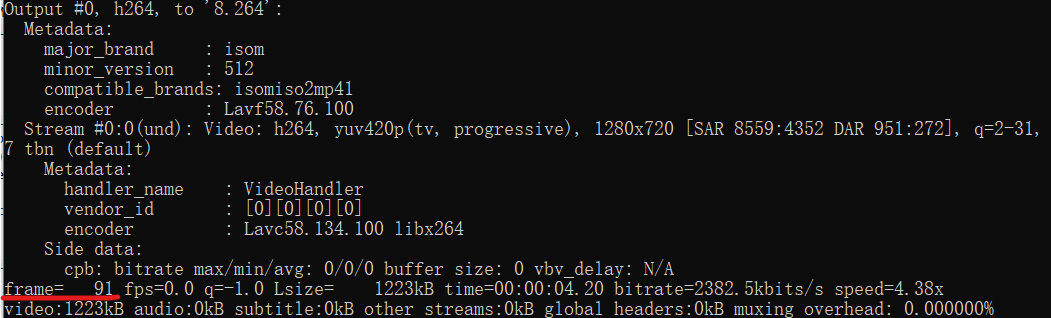 Output #0, h264, to '8.264':
  Metadata:
    major_brand     : isom
    minor_version   : 512
    compatible_brands: isomiso2mp41
    encoder         : Lavf58.76.100
  Stream #0:0(und): Video: h264, yuv420p(tv, progressive), 1280x720 [SAR 8559:4352 DAR 951:272], q=2-31,
7 tbn (default)
    Metadata:
      handler_name    : VideoHandler
      vendor_id       : [0][0][0][0]
      encoder         : Lavc58.134.100 libx264
    Side data:
      cpb: bitrate max/min/avg: 0/0/0 buffer size: 0 vbv_delay: N/A
frame=   91 fps=0.0 q=-1.0 Lsize=    1223kB time=00:00:04.20 bitrate=2382.5kbits/s speed=4.38x
video:1223kB audio:0kB subtitle:0kB other streams:0kB global headers:0kB muxing overhead: 0.000000%